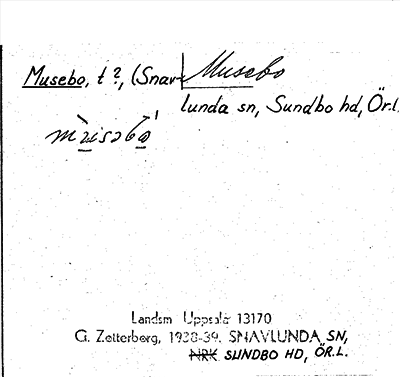 Musebo, t ?, (Snav- Musebo
lunda sn, Sundbo hd, Ör.l.
Landsm Uppsala 13170
G. Zetterberg, 1938-39. SNAVLUNDA SN,
NRK SUNDBO HD, ÖR.L.